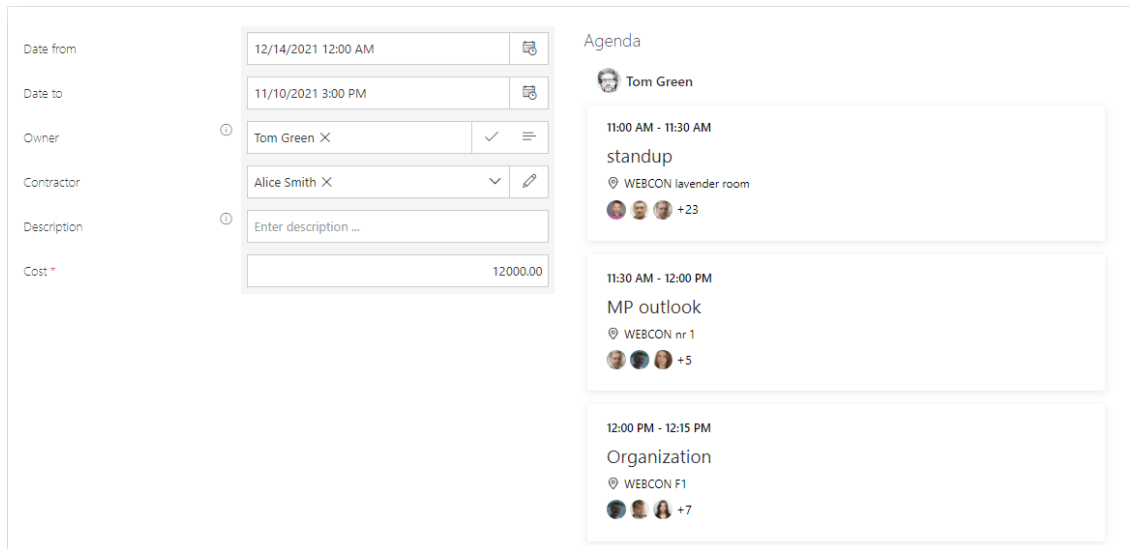 Date from
12/14/2021 12:00 AM
Date to
11/10/2021 3:00 PM
Owner
Tom Green
Contractor
Alice Smith
Description
Enter description ...
Cost *
12000.00
Agenda
Tom Green
11:00 AM - 11:30 AM
standup
WEBCON lavender room
+23
11:30 AM - 12:00 PM
MP outlook
WEBCON nr 1
+5
12:00 PM - 12:15 PM
Organization
WEBCON F1
+7